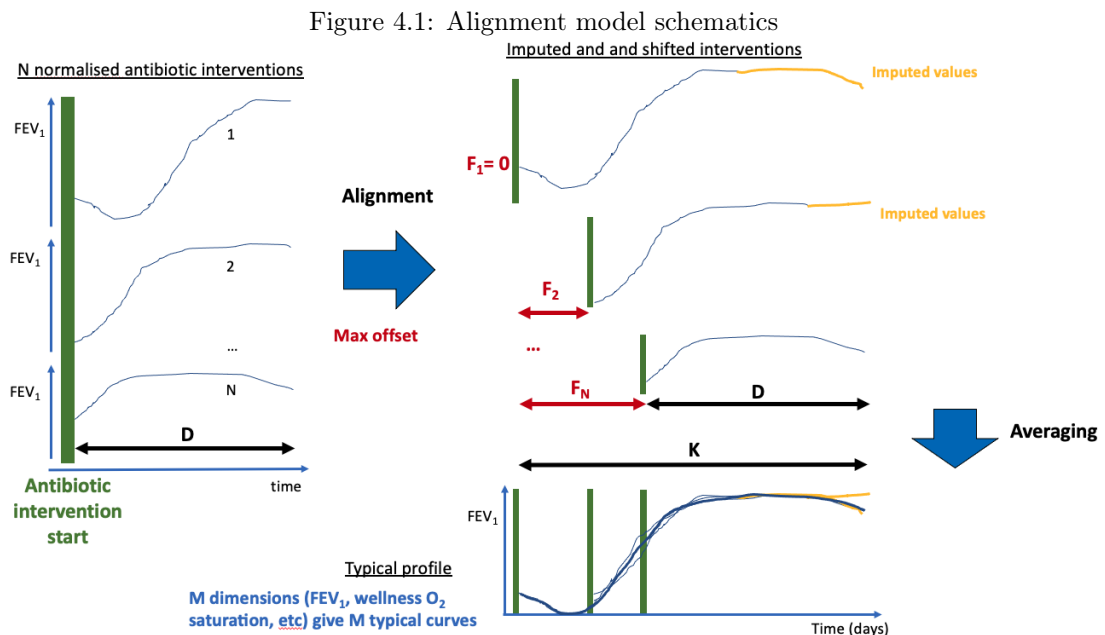 Figure 4.1: Alignment model schematics
N normalised antibiotic interventions
FEV₁
1
FEV₁
2
...
FEV₁
N
D
time
Antibiotic
intervention
start
Alignment
Max offset
Imputed and and shifted interventions
Imputed values
F₁= 0
Imputed values
F₂
...
F_N
D
K
Averaging
FEV₁
Time (days)
Typical profile
M dimensions (FEV₁, wellness O₂
saturation, etc) give M typical curves